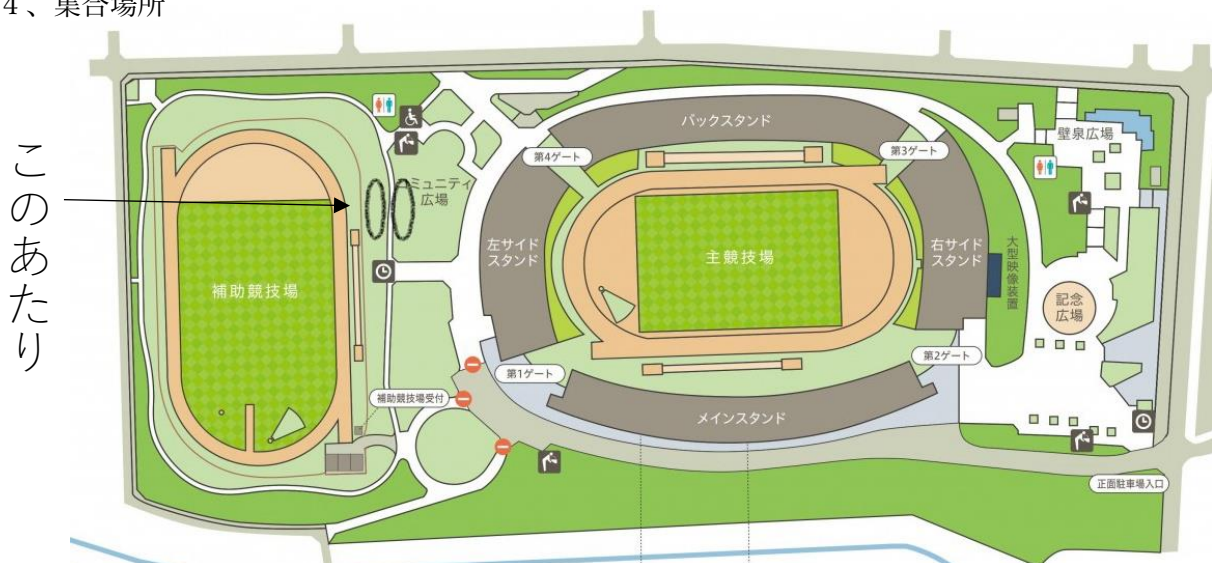 ４、集合場所
このあたり
バックスタンド
第4ゲート
第3ゲート
壁泉広場
コミュニティ
広場
左サイド
スタンド
主競技場
右サイド
スタンド
大型映像装置
補助競技場
記念
広場
第1ゲート
第2ゲート
補助競技場受付
メインスタンド
正面駐車場入口